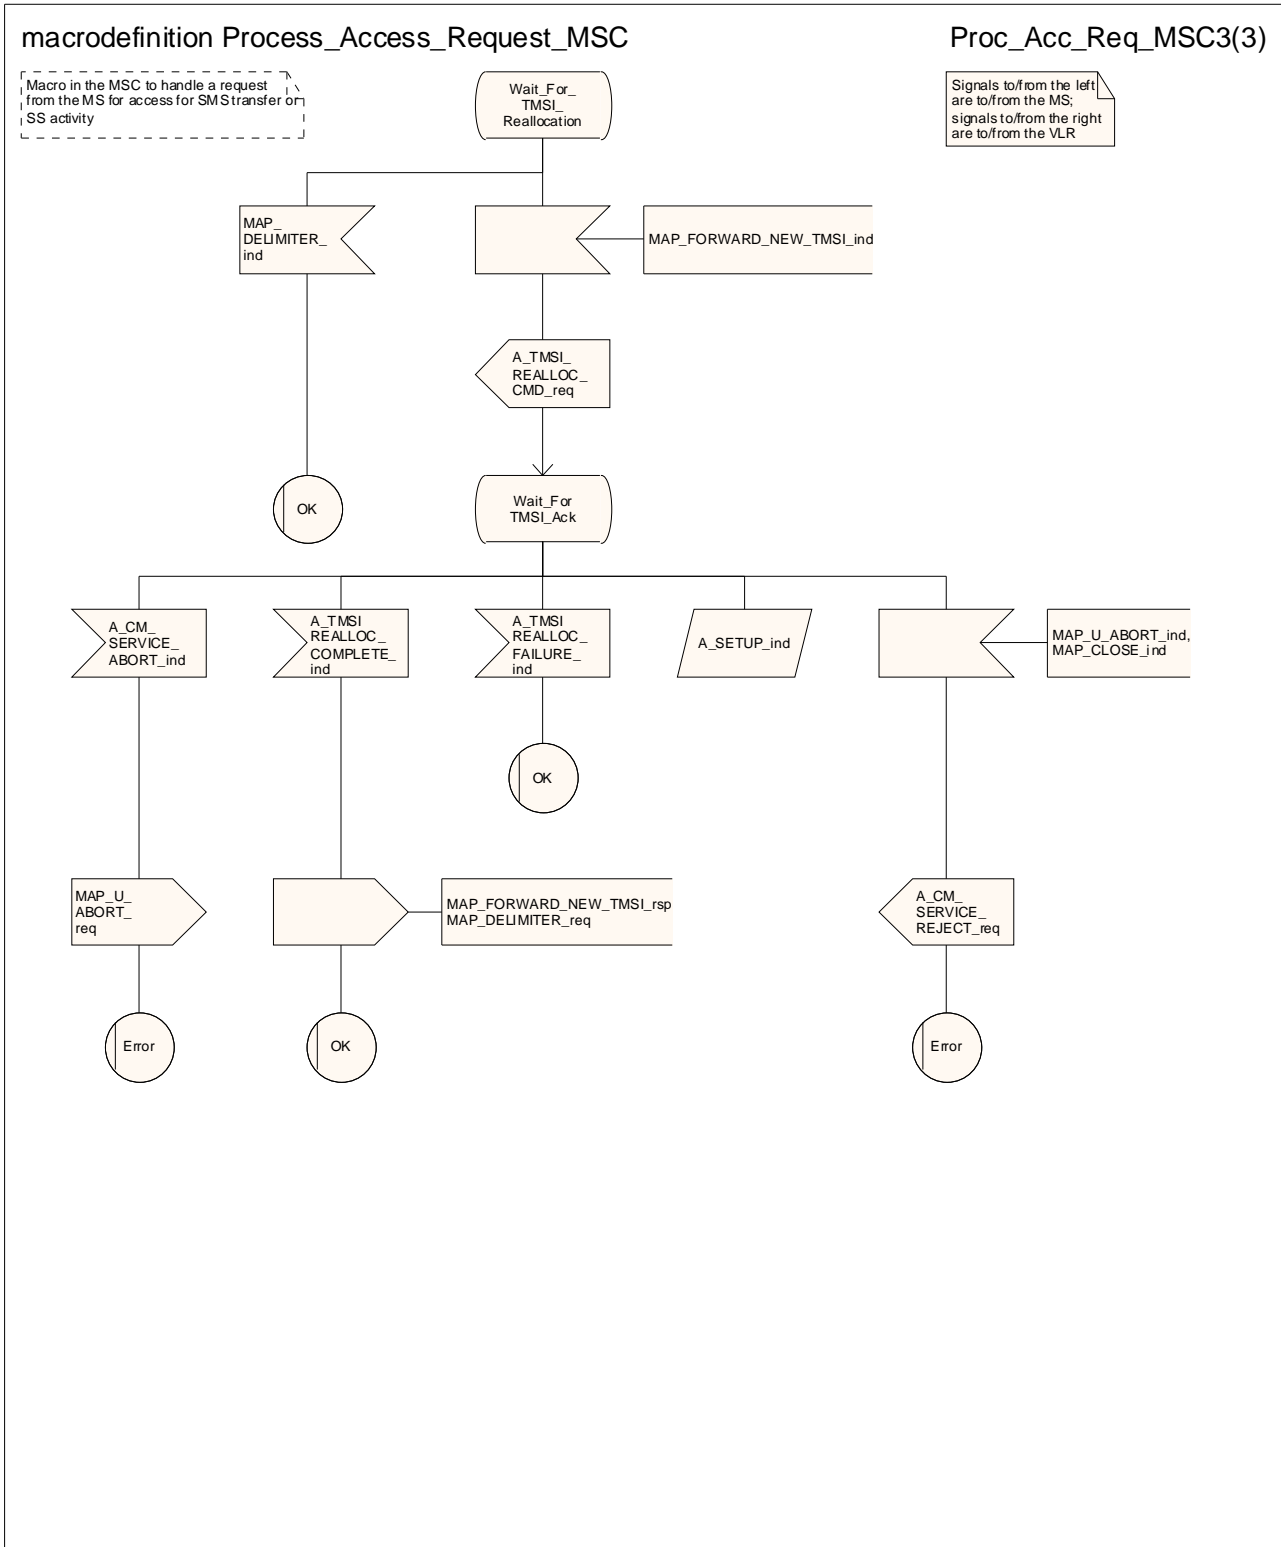 macrodefinition Process_Access_Request_MSC
Proc_Acc_Req_MSC3(3)
Macro in the MSC to handle a request
from the MS for access for SMS transfer or
SS activity
Wait_For_
TMSI_
Reallocation
Signals to/from the left
are to/from the MS;
signals to/from the right
are to/from the VLR
MAP_
DELIMITER_
ind
MAP_FORWARD_NEW_TMSI_ind
A_TMSI_
REALLOC_
CMD_req
OK
Wait_For
TMSI_Ack
A_CM_
SERVICE_
ABORT_ind
A_TMSI
REALLOC_
COMPLETE_
ind
A_TMSI
REALLOC_
FAILURE_
ind
A_SETUP_ind
MAP_U_ABORT_ind,
MAP_CLOSE_ind
OK
MAP_U_
ABORT_
req
MAP_FORWARD_NEW_TMSI_rsp
MAP_DELIMITER_req
A_CM_
SERVICE_
REJECT_req
Error
OK
Error